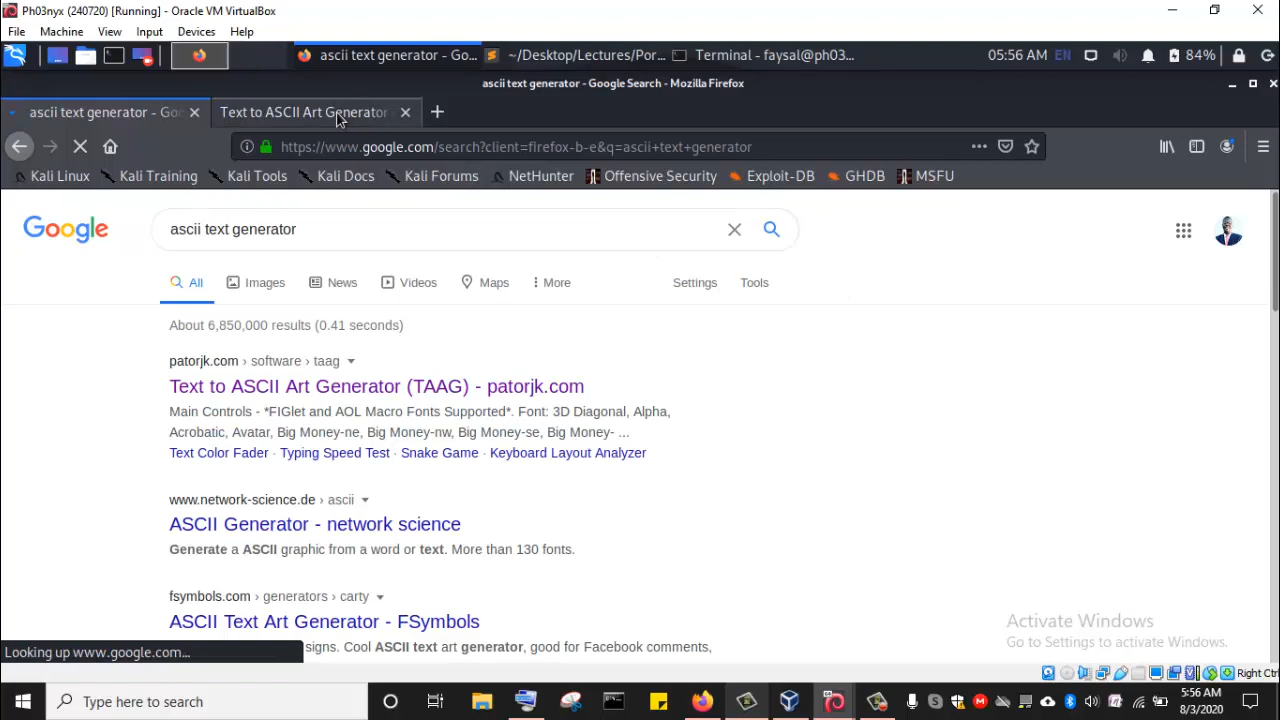 Ph03nyx (240720) [Running] - Oracle VM VirtualBox
File Machine View Input Devices Help
ascii text generator - Go... ~/Desktop/Lectures/Por... Terminal - faysal@ph03... 05:56 AM EN 84%
ascii text generator - Google Search - Mozilla Firefox
ascii text generator - Go Text to ASCII Art Generator
https://www.google.com/search?client=firefox-b-e&q=ascii+text+generator
Kali Linux Kali Training Kali Tools Kali Docs Kali Forums NetHunter Offensive Security Exploit-DB GHDB MSFU
Google ascii text generator
All Images News Videos Maps More Settings Tools
About 6,850,000 results (0.41 seconds)
patorjk.com › software › taag
Text to ASCII Art Generator (TAAG) - patorjk.com
Main Controls - *FIGlet and AOL Macro Fonts Supported*. Font: 3D Diagonal, Alpha,
Acrobatic, Avatar, Big Money-ne, Big Money-nw, Big Money-se, Big Money- ...
Text Color Fader · Typing Speed Test · Snake Game · Keyboard Layout Analyzer
www.network-science.de › ascii
ASCII Generator - network science
Generate a ASCII graphic from a word or text. More than 130 fonts.
fsymbols.com › generators › carty
ASCII Text Art Generator - FSymbols
signs. Cool ASCII text art generator, good for Facebook comments,
Looking up www.google.com...
Activate Windows
Go to Settings to activate Windows.
Right Ctrl
Type here to search
5:56 AM
8/3/2020